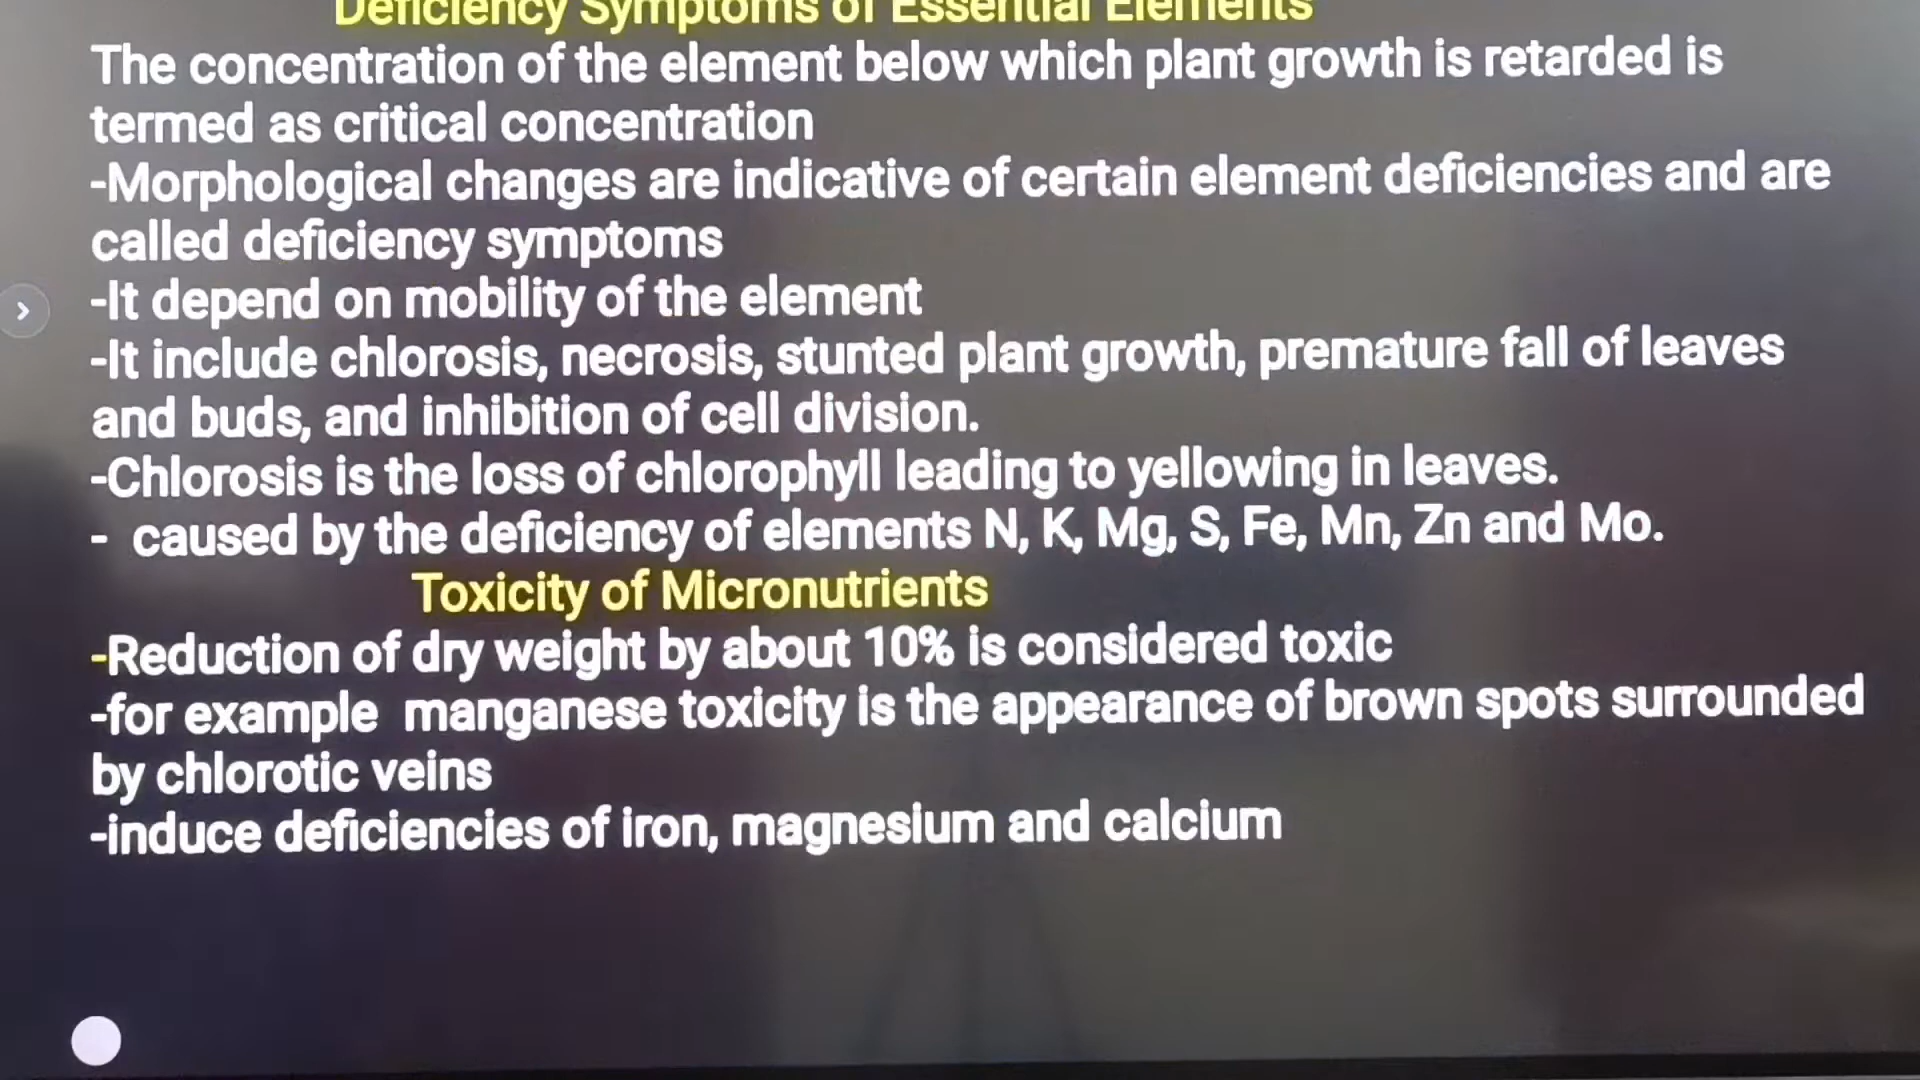 Deficiency Symptoms of Essential Elements
The concentration of the element below which plant growth is retarded is
termed as critical concentration
-Morphological changes are indicative of certain element deficiencies and are
called deficiency symptoms
-It depend on mobility of the element
-It include chlorosis, necrosis, stunted plant growth, premature fall of leaves
and buds, and inhibition of cell division.
-Chlorosis is the loss of chlorophyll leading to yellowing in leaves.
- caused by the deficiency of elements N, K, Mg, S, Fe, Mn, Zn and Mo.
Toxicity of Micronutrients
-Reduction of dry weight by about 10% is considered toxic
-for example manganese toxicity is the appearance of brown spots surrounded
by chlorotic veins
-induce deficiencies of iron, magnesium and calcium